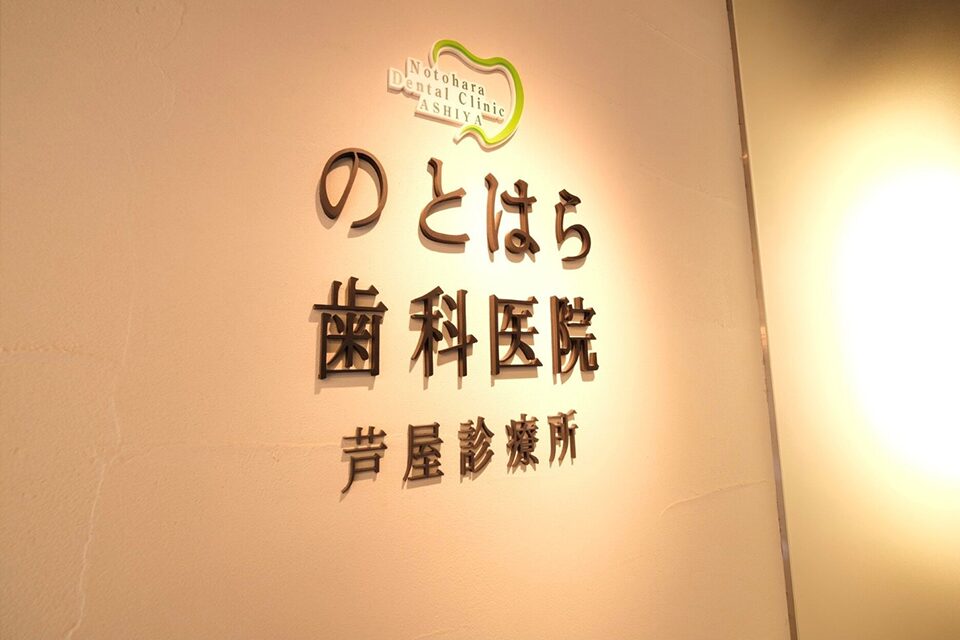 Notohara
Dental Clinic
ASHIYA
のとはら
歯科医院
芦屋診療所